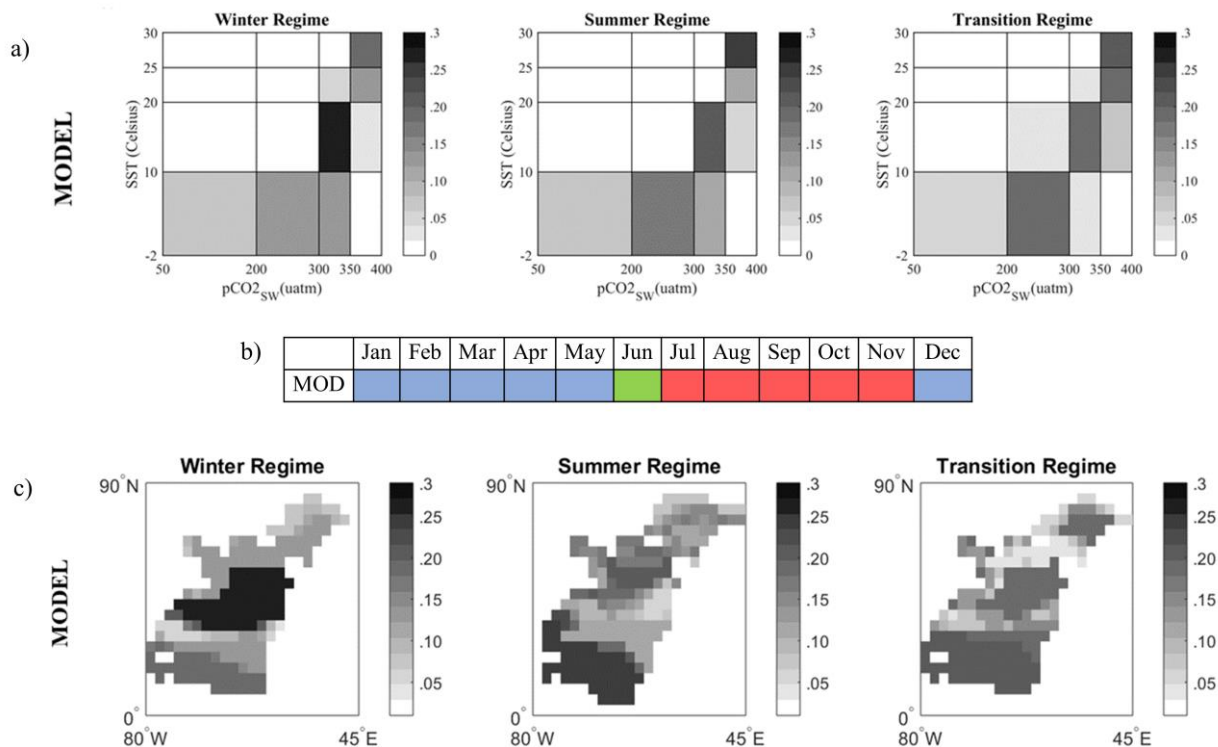 a)
MODEL
Winter Regime
SST (Celsius)
30
25
20
10
-2
50
200
300
350
400
pCO2SW(uatm)
.3
.25
.20
.15
.10
.05
0
Summer Regime
SST (Celsius)
30
25
20
10
-2
50
200
300
350
400
pCO2SW(uatm)
.3
.25
.20
.15
.10
.05
0
Transition Regime
SST (Celsius)
30
25
20
10
-2
50
200
300
350
400
pCO2SW(uatm)
.3
.25
.20
.15
.10
.05
0
b)
Jan Feb Mar Apr May Jun Jul Aug Sep Oct Nov Dec
MOD
c)
MODEL
Winter Regime
90°N
0°
80°W
45°E
.3
.25
.20
.15
.10
.05
Summer Regime
90°N
0°
80°W
45°E
.3
.25
.20
.15
.10
.05
Transition Regime
90°N
0°
80°W
45°E
.3
.25
.20
.15
.10
.05